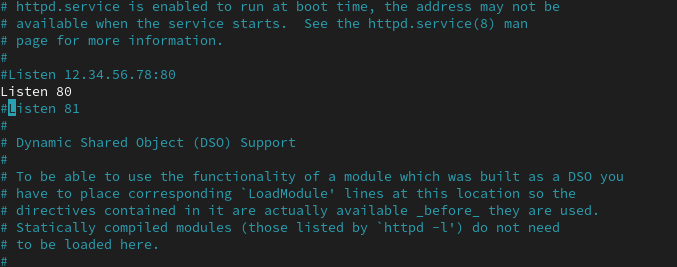 # httpd.service is enabled to run at boot time, the address may not be
# available when the service starts.  See the httpd.service(8) man
# page for more information.
#
#Listen 12.34.56.78:80
Listen 80
#Listen 81
#
# Dynamic Shared Object (DSO) Support
#
# To be able to use the functionality of a module which was built as a DSO you
# have to place corresponding `LoadModule' lines at this location so the
# directives contained in it are actually available _before_ they are used.
# Statically compiled modules (those listed by `httpd -l') do not need
# to be loaded here.
#